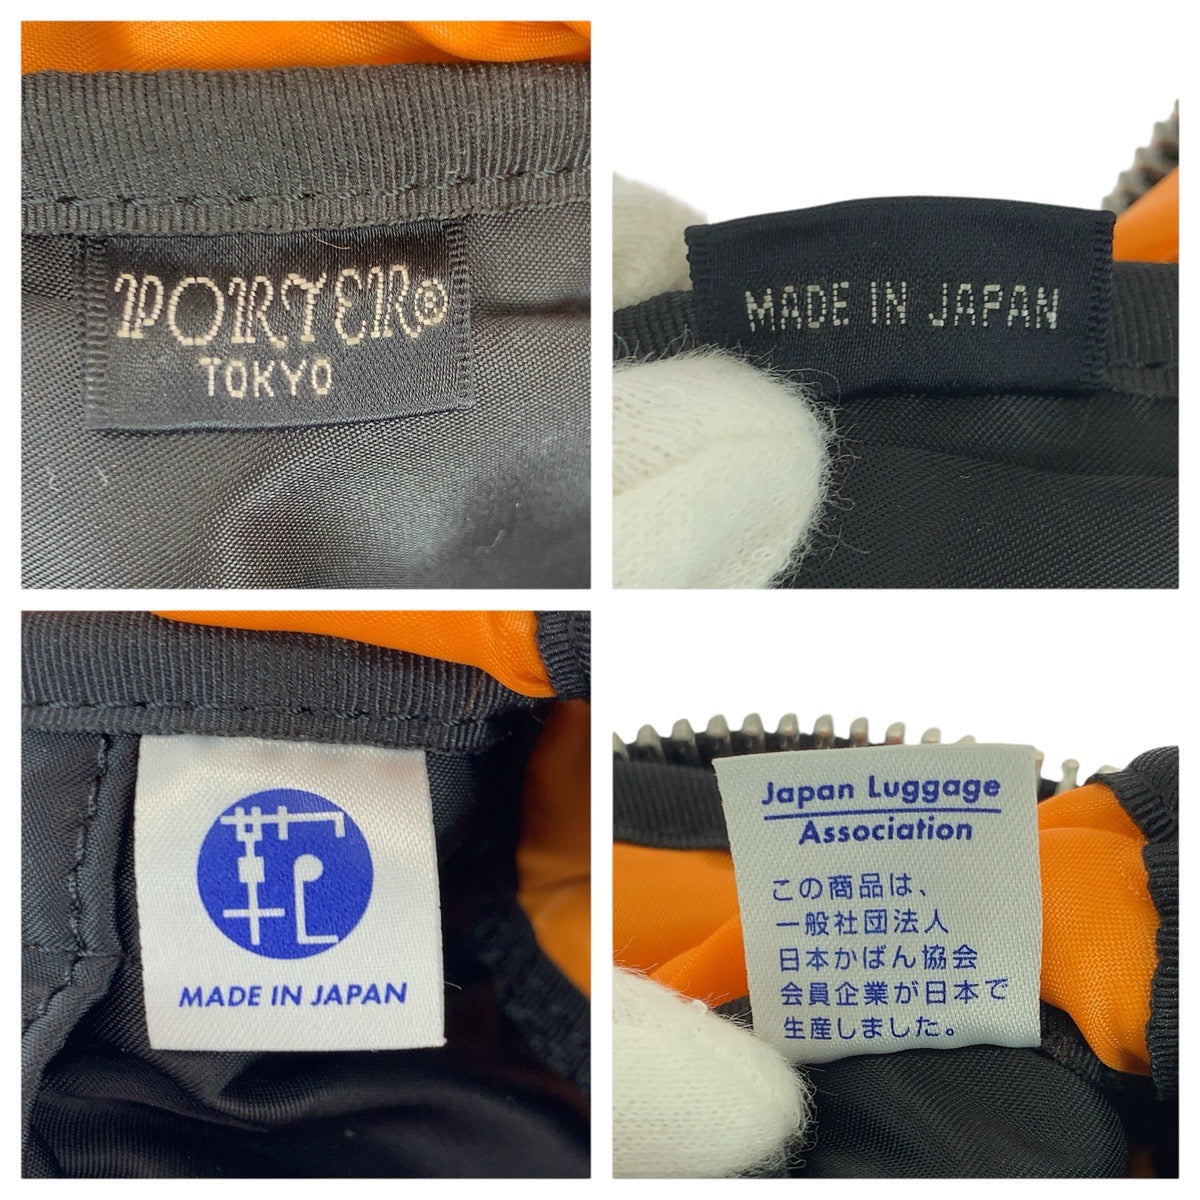 PORTER®
TOKYO
MADE IN JAPAN
鞄
MADE IN JAPAN
Japan Luggage
Association
この商品は、
一般社団法人
日本かばん協会
会員企業が日本で
生産しました。